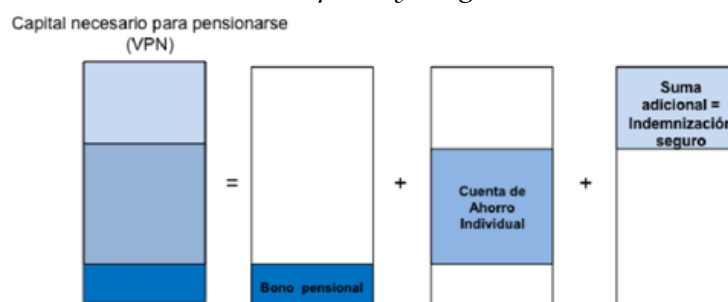 Capital necesario para pensionarse
(VPN)
=
Bono pensional
+
Cuenta de
Ahorro
Individual
+
Suma
adicional =
Indemnización
seguro